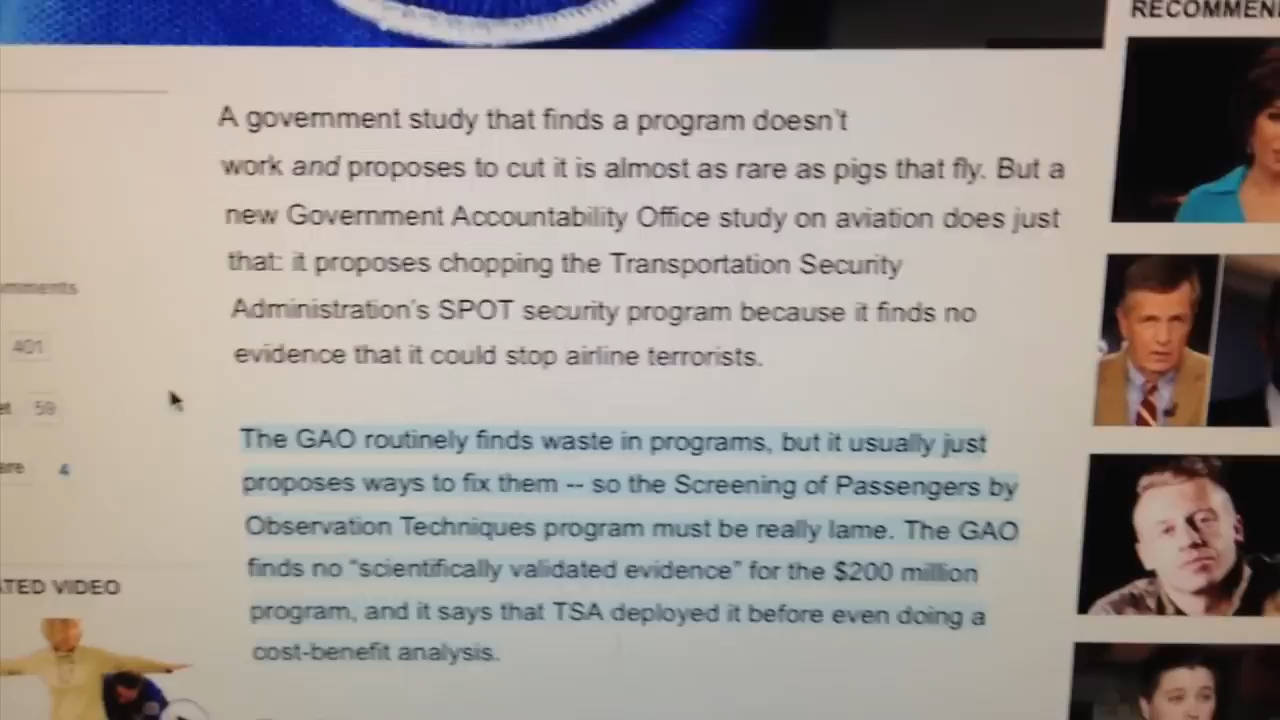 RECOMMEN
A government study that finds a program doesn't
work and proposes to cut it is almost as rare as pigs that fly. But a
new Government Accountability Office study on aviation does just
that: it proposes chopping the Transportation Security
Administration's SPOT security program because it finds no
evidence that it could stop airline terrorists.
mments
401
et 59
are 4
The GAO routinely finds waste in programs, but it usually just
proposes ways to fix them -- so the Screening of Passengers by
Observation Techniques program must be really lame. The GAO
finds no "scientifically validated evidence" for the $200 million
program, and it says that TSA deployed it before even doing a
cost-benefit analysis.
TED VIDEO